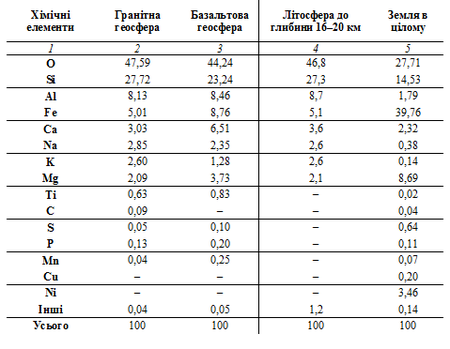 Хімічні елементи Гранітна геосфера Базальтова геосфера Літосфера до глибини 16–20 км Земля в цілому
1 2 3 4 5
O 47,59 44,24 46,8 27,71
Si 27,72 23,24 27,3 14,53
Al 8,13 8,46 8,7 1,79
Fe 5,01 8,76 5,1 39,76
Ca 3,03 6,51 3,6 2,32
Na 2,85 2,35 2,6 0,38
K 2,60 1,28 2,6 0,14
Mg 2,09 3,73 2,1 8,69
Ti 0,63 0,83 – 0,02
C 0,09 – – 0,04
S 0,05 0,10 – 0,64
P 0,13 0,20 – 0,11
Mn 0,04 0,25 – 0,07
Cu – – – 0,20
Ni – – – 3,46
Інші 0,04 0,05 1,2 0,14
Усього 100 100 100 100